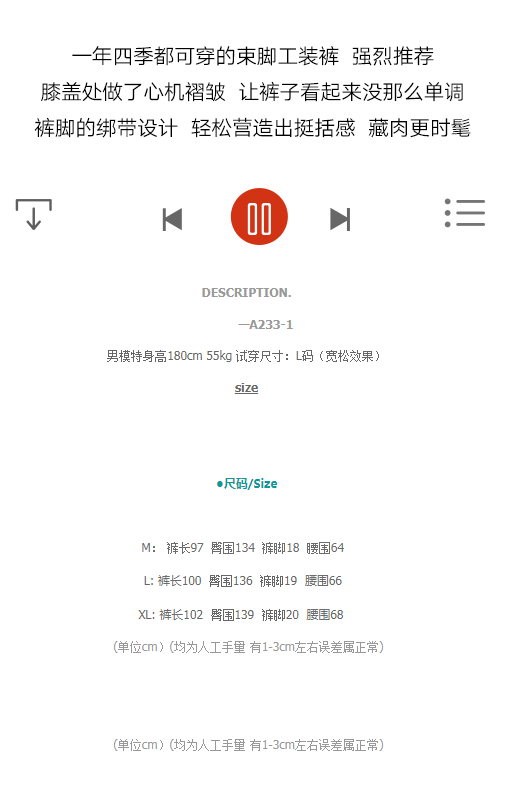 一年四季都可穿的束脚工装裤 强烈推荐
膝盖处做了心机褶皱 让裤子看起来没那么单调
裤脚的绑带设计 轻松营造出挺括感 藏肉更时髦
DESCRIPTION.
—A233-1
男模特身高180cm 55kg 试穿尺寸：L码（宽松效果）
size
●尺码/Size
M： 裤长97 臀围134 裤脚18 腰围64
L: 裤长100 臀围136 裤脚19 腰围66
XL: 裤长102 臀围139 裤脚20 腰围68
（单位cm）（均为人工手量 有1-3cm左右误差属正常）
（单位cm）（均为人工手量 有1-3cm左右误差属正常）